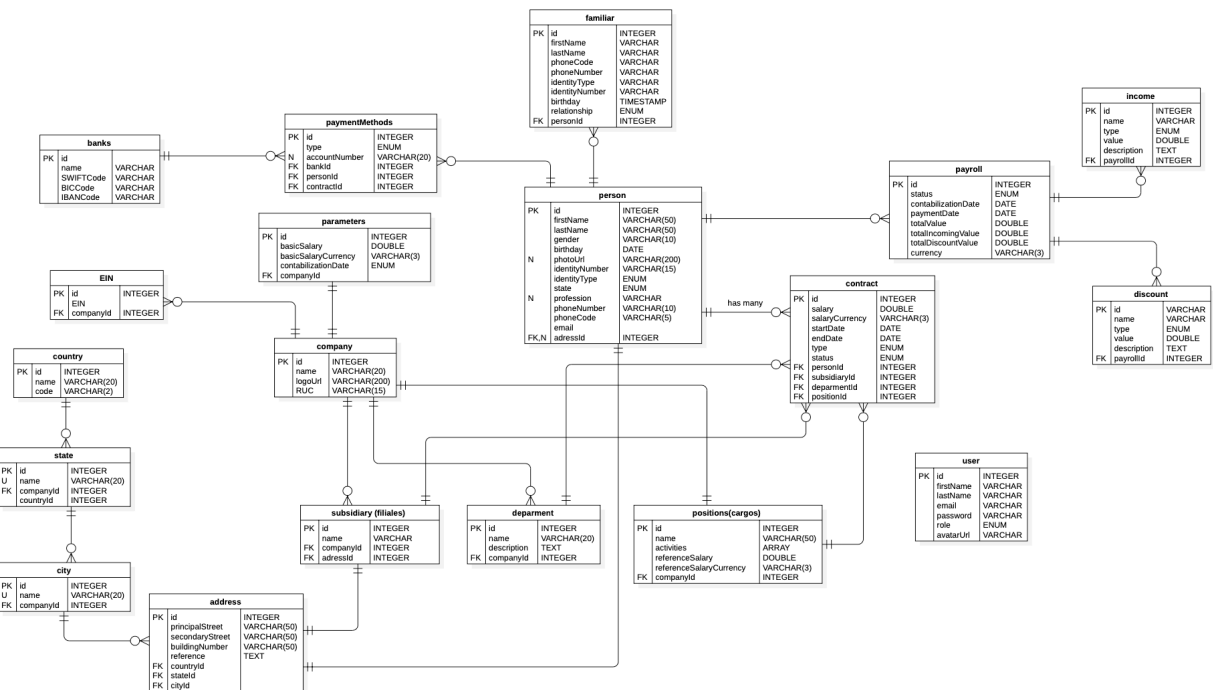 familiar
PK id INTEGER
firstName VARCHAR
lastName VARCHAR
phoneCode VARCHAR
phoneNumber VARCHAR
identityType VARCHAR
identityNumber VARCHAR
birthday TIMESTAMP
relationship ENUM
FK personId INTEGER
income
PK id INTEGER
name VARCHAR
type ENUM
value DOUBLE
description TEXT
FK payrollId INTEGER
paymentMethods
PK id INTEGER
type ENUM
N accountNumber VARCHAR(20)
FK bankId INTEGER
FK personId INTEGER
FK contractId INTEGER
banks
PK id
name VARCHAR
SWIFTCode VARCHAR
BICCode VARCHAR
IBANCode VARCHAR
payroll
PK id INTEGER
status ENUM
contabilizationDate DATE
paymentDate DATE
totalValue DOUBLE
totalIncomingValue DOUBLE
totalDiscountValue DOUBLE
currency VARCHAR(3)
person
PK id INTEGER
firstName VARCHAR(50)
lastName VARCHAR(50)
gender VARCHAR(10)
birthday DATE
N photoUrl VARCHAR(200)
identityNumber VARCHAR(15)
identityType ENUM
state ENUM
N profession VARCHAR
phoneNumber VARCHAR(10)
phoneCode VARCHAR(5)
email
FK,N adressId INTEGER
parameters
PK id INTEGER
basicSalary DOUBLE
basicSalaryCurrency VARCHAR(3)
contabilizationDate ENUM
FK companyId
EIN
PK id INTEGER
EIN
FK companyId INTEGER
contract
PK id INTEGER
salary DOUBLE
salaryCurrency VARCHAR(3)
startDate DATE
endDate DATE
type ENUM
status ENUM
FK personId INTEGER
FK subsidiaryId INTEGER
FK deparmentId INTEGER
FK positionId INTEGER
has many
discount
PK id VARCHAR
name VARCHAR
type ENUM
value DOUBLE
description TEXT
FK payrollId INTEGER
company
PK id INTEGER
name VARCHAR(20)
logoUrl VARCHAR(200)
RUC VARCHAR(15)
country
PK id INTEGER
name VARCHAR(20)
code VARCHAR(2)
state
PK id INTEGER
U name VARCHAR(20)
FK companyId INTEGER
countryId INTEGER
user
PK id INTEGER
firstName VARCHAR
lastName VARCHAR
email VARCHAR
password VARCHAR
role ENUM
avatarUrl VARCHAR
subsidiary (filiales)
PK id INTEGER
name VARCHAR
FK companyId INTEGER
FK adressId INTEGER
deparment
PK id INTEGER
name VARCHAR(20)
description TEXT
FK companyId INTEGER
positions(cargos)
PK id INTEGER
name VARCHAR(50)
activities ARRAY
referenceSalary DOUBLE
referenceSalaryCurrency VARCHAR(3)
FK companyId INTEGER
city
PK id INTEGER
U name VARCHAR(20)
FK companyId INTEGER
address
PK id INTEGER
principalStreet VARCHAR(50)
secondaryStreet VARCHAR(50)
buildingNumber VARCHAR(50)
reference TEXT
FK countryId
FK stateId
FK cityId